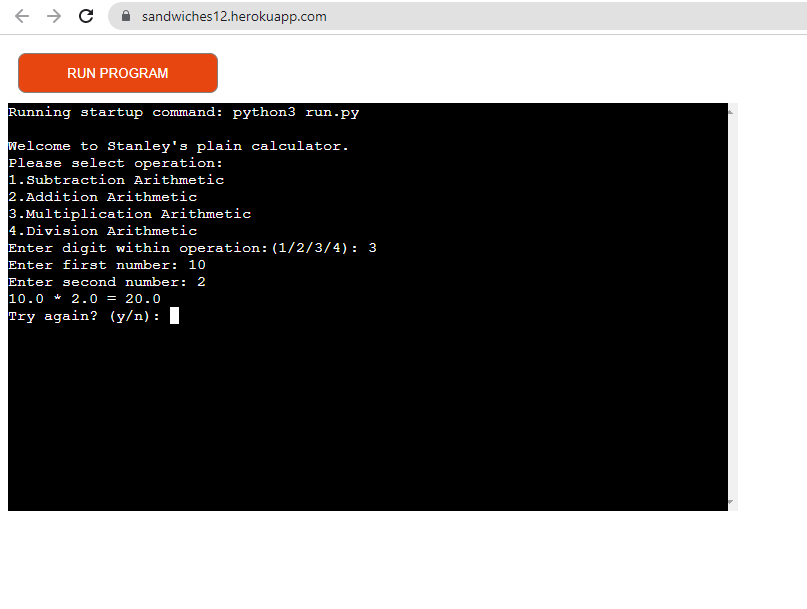 sandwiches12.herokuapp.com
RUN PROGRAM
Running startup command: python3 run.py
Welcome to Stanley's plain calculator.
Please select operation:
1.Subtraction Arithmetic
2.Addition Arithmetic
3.Multiplication Arithmetic
4.Division Arithmetic
Enter digit within operation:(1/2/3/4): 3
Enter first number: 10
Enter second number: 2
10.0 * 2.0 = 20.0
Try again? (y/n):